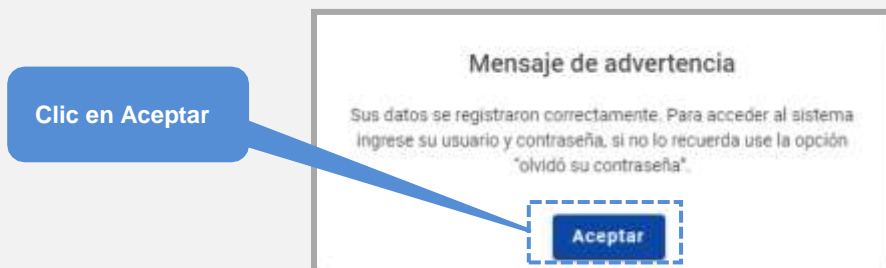 Mensaje de advertencia
Clic en Aceptar
Sus datos se registraron correctamente. Para acceder al sistema
ingrese su usuario y contraseña, si no lo recuerda use la opción
"olvidó su contraseña".
Aceptar